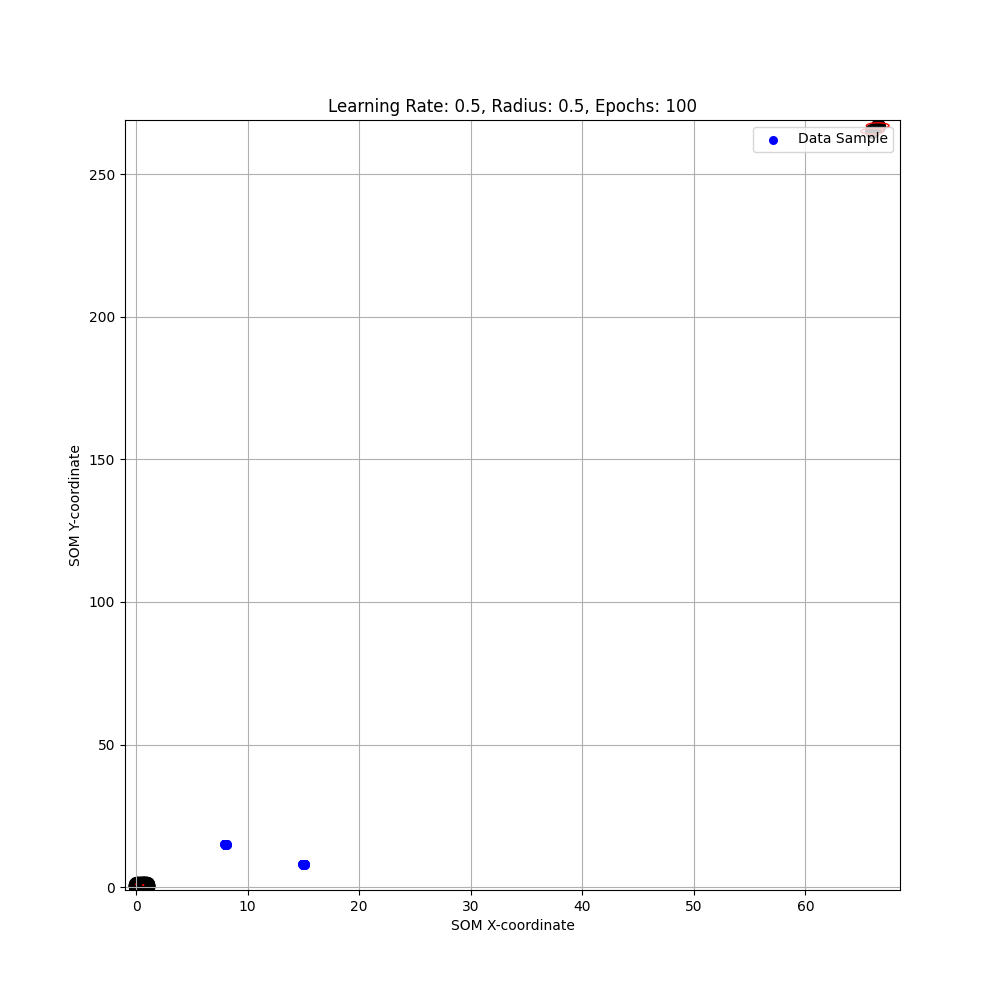 Learning Rate: 0.5, Radius: 0.5, Epochs: 100
Data Sample
250
200
150
100
50
0
SOM Y-coordinate
0 10 20 30 40 50 60
SOM X-coordinate